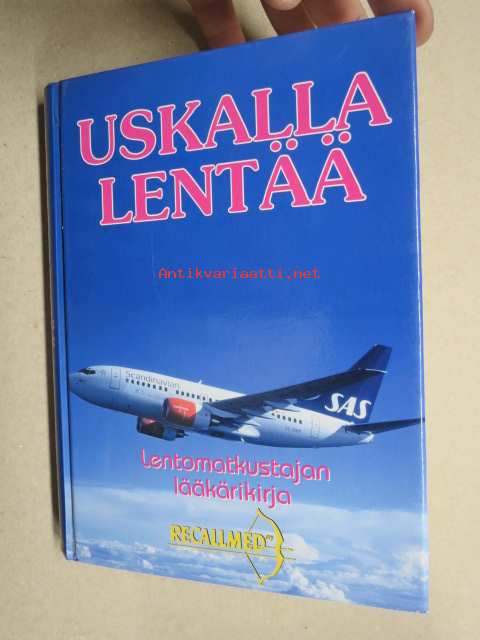 USKALLA
LENTÄÄ
Antikvariaatti.net
Scandinavian
SAS
Lentomatkustajan
lääkärikirja
RECALLMED